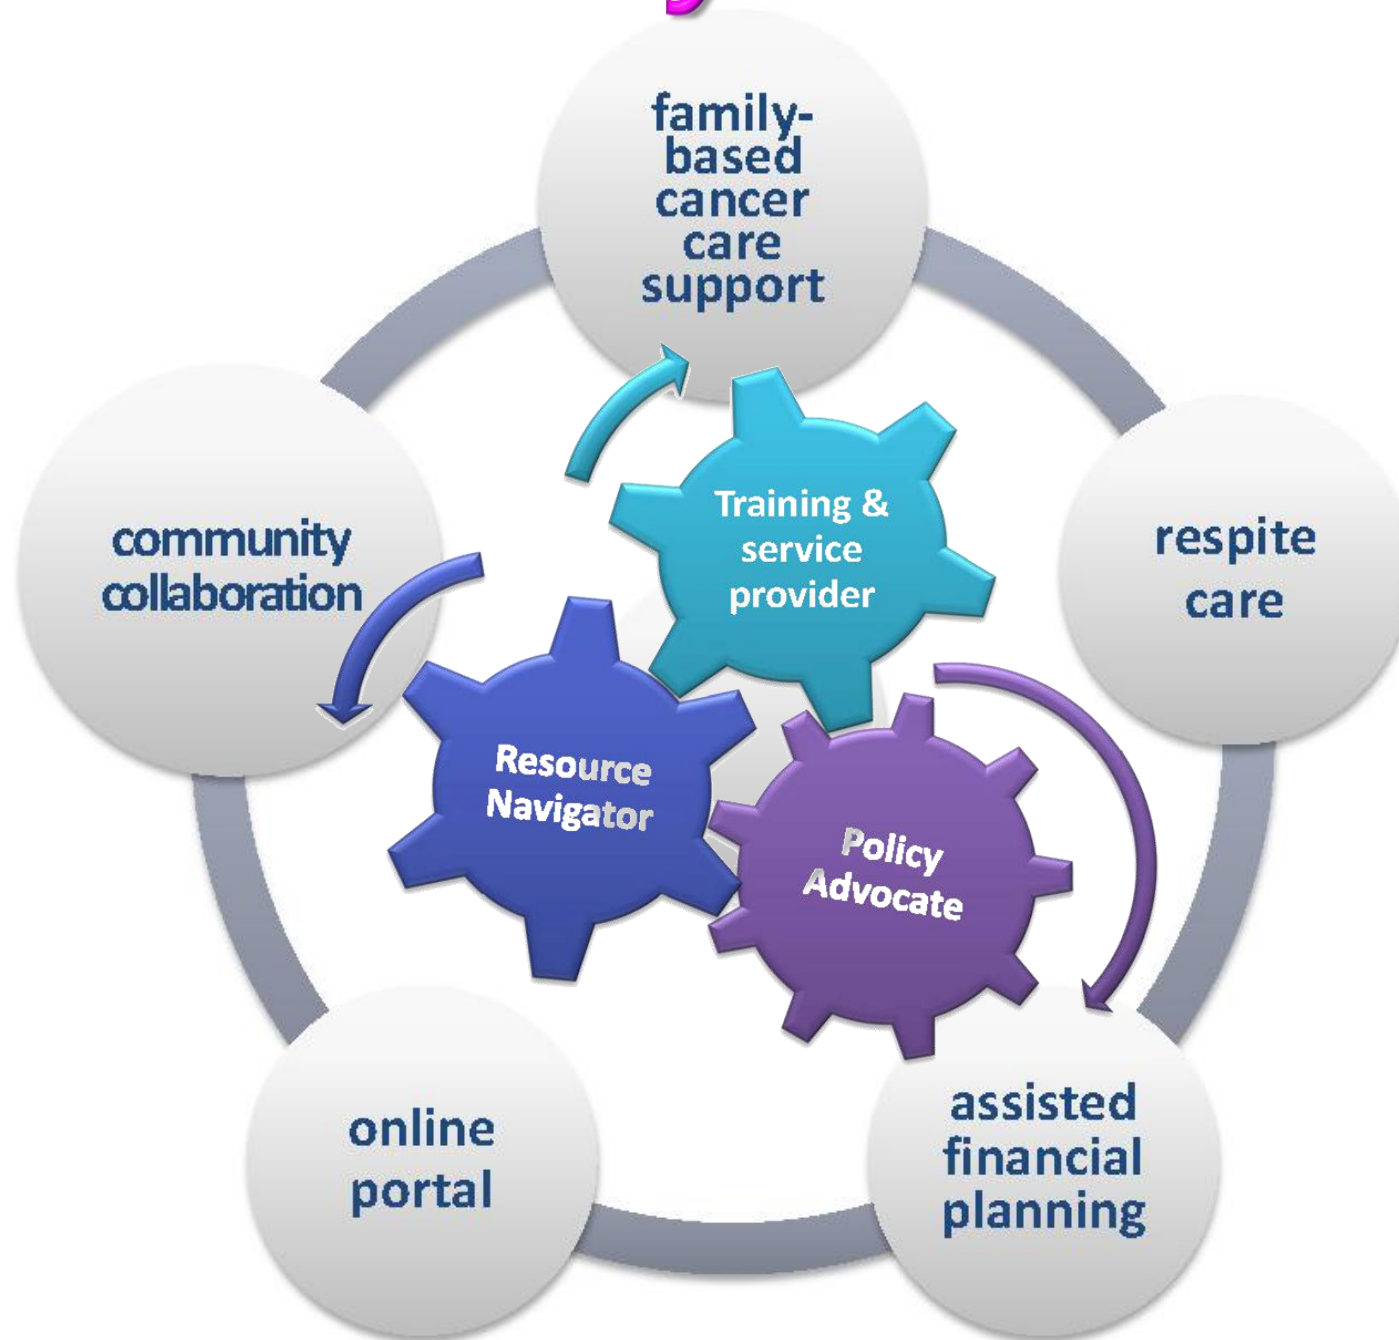 family-
based
cancer
care
support
community
collaboration
respite
care
Training &
service
provider
Resource
Navigator
Policy
Advocate
online
portal
assisted
financial
planning